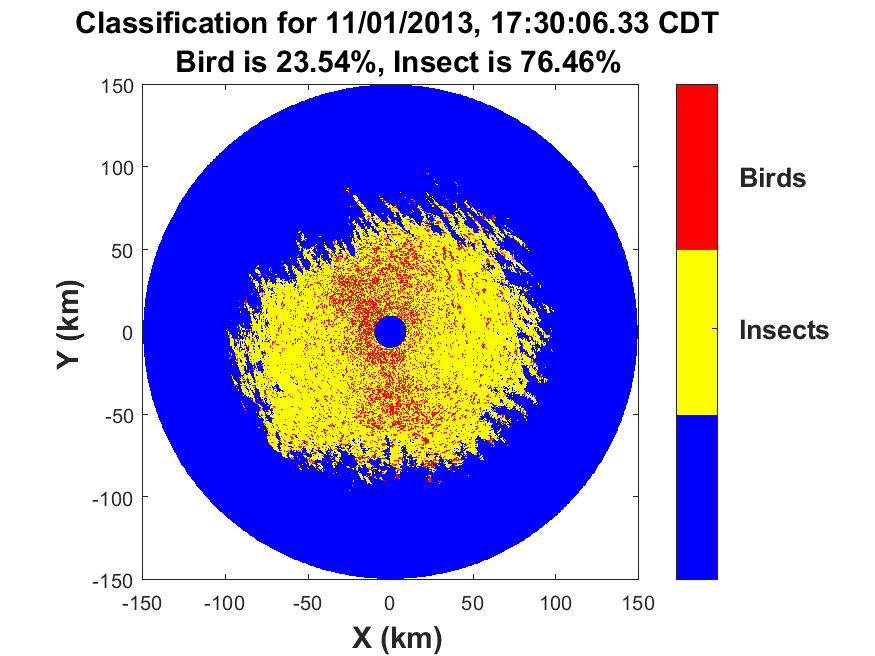 Classification for 11/01/2013, 17:30:06.33 CDT
Bird is 23.54%, Insect is 76.46%
150
100
50
0
-50
-100
-150
Y (km)
-150 -100 -50 0 50 100 150
X (km)
Birds
Insects